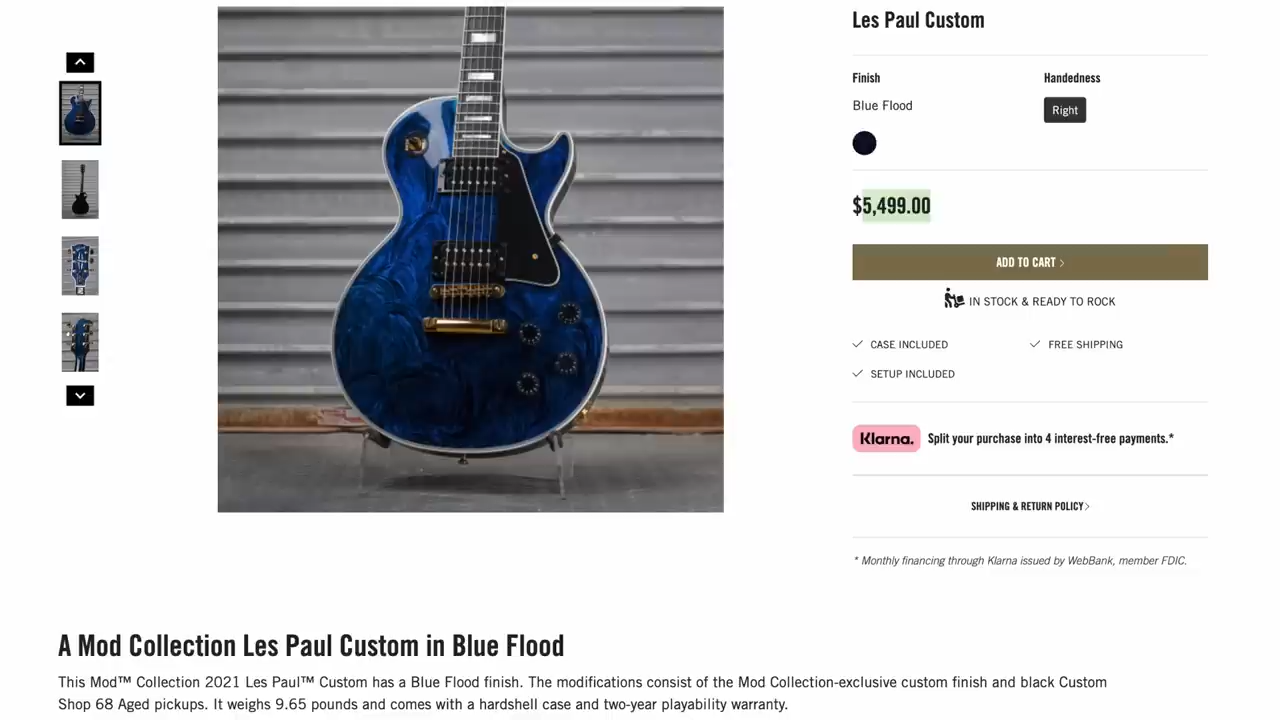 Les Paul Custom
Finish
Handedness
Blue Flood
Right
$5,499.00
ADD TO CART >
IN STOCK & READY TO ROCK
CASE INCLUDED
FREE SHIPPING
SETUP INCLUDED
Klarna. Split your purchase into 4 interest-free payments.*
SHIPPING & RETURN POLICY >
* Monthly financing through Klarna issued by WebBank, member FDIC.
A Mod Collection Les Paul Custom in Blue Flood
This Mod™ Collection 2021 Les Paul™ Custom has a Blue Flood finish. The modifications consist of the Mod Collection-exclusive custom finish and black Custom
Shop 68 Aged pickups. It weighs 9.65 pounds and comes with a hardshell case and two-year playability warranty.